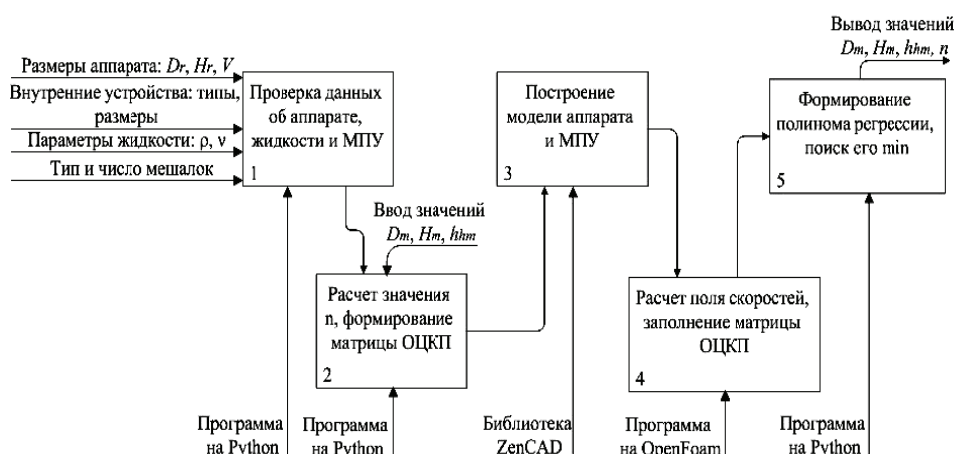 Вывод значений
Dm, Hm, hhm, n
Размеры аппарата: Dr, Hr, V
Внутренние устройства: типы,
размеры
Параметры жидкости: ρ, ν
Тип и число мешалок
Проверка данных
об аппарате,
жидкости и МПУ
1
Построение
модели аппарата
и МПУ
3
Формирование
полинома регрессии,
поиск его min
5
Ввод значений
Dm, Hm, hhm
Расчет значения
n, формирование
матрицы ОЦКП
2
Расчет поля скоростей,
заполнение матрицы
ОЦКП
4
Программа
на Python
Программа
на Python
Библиотека
ZenCAD
Программа
на OpenFoam
Программа
на Python